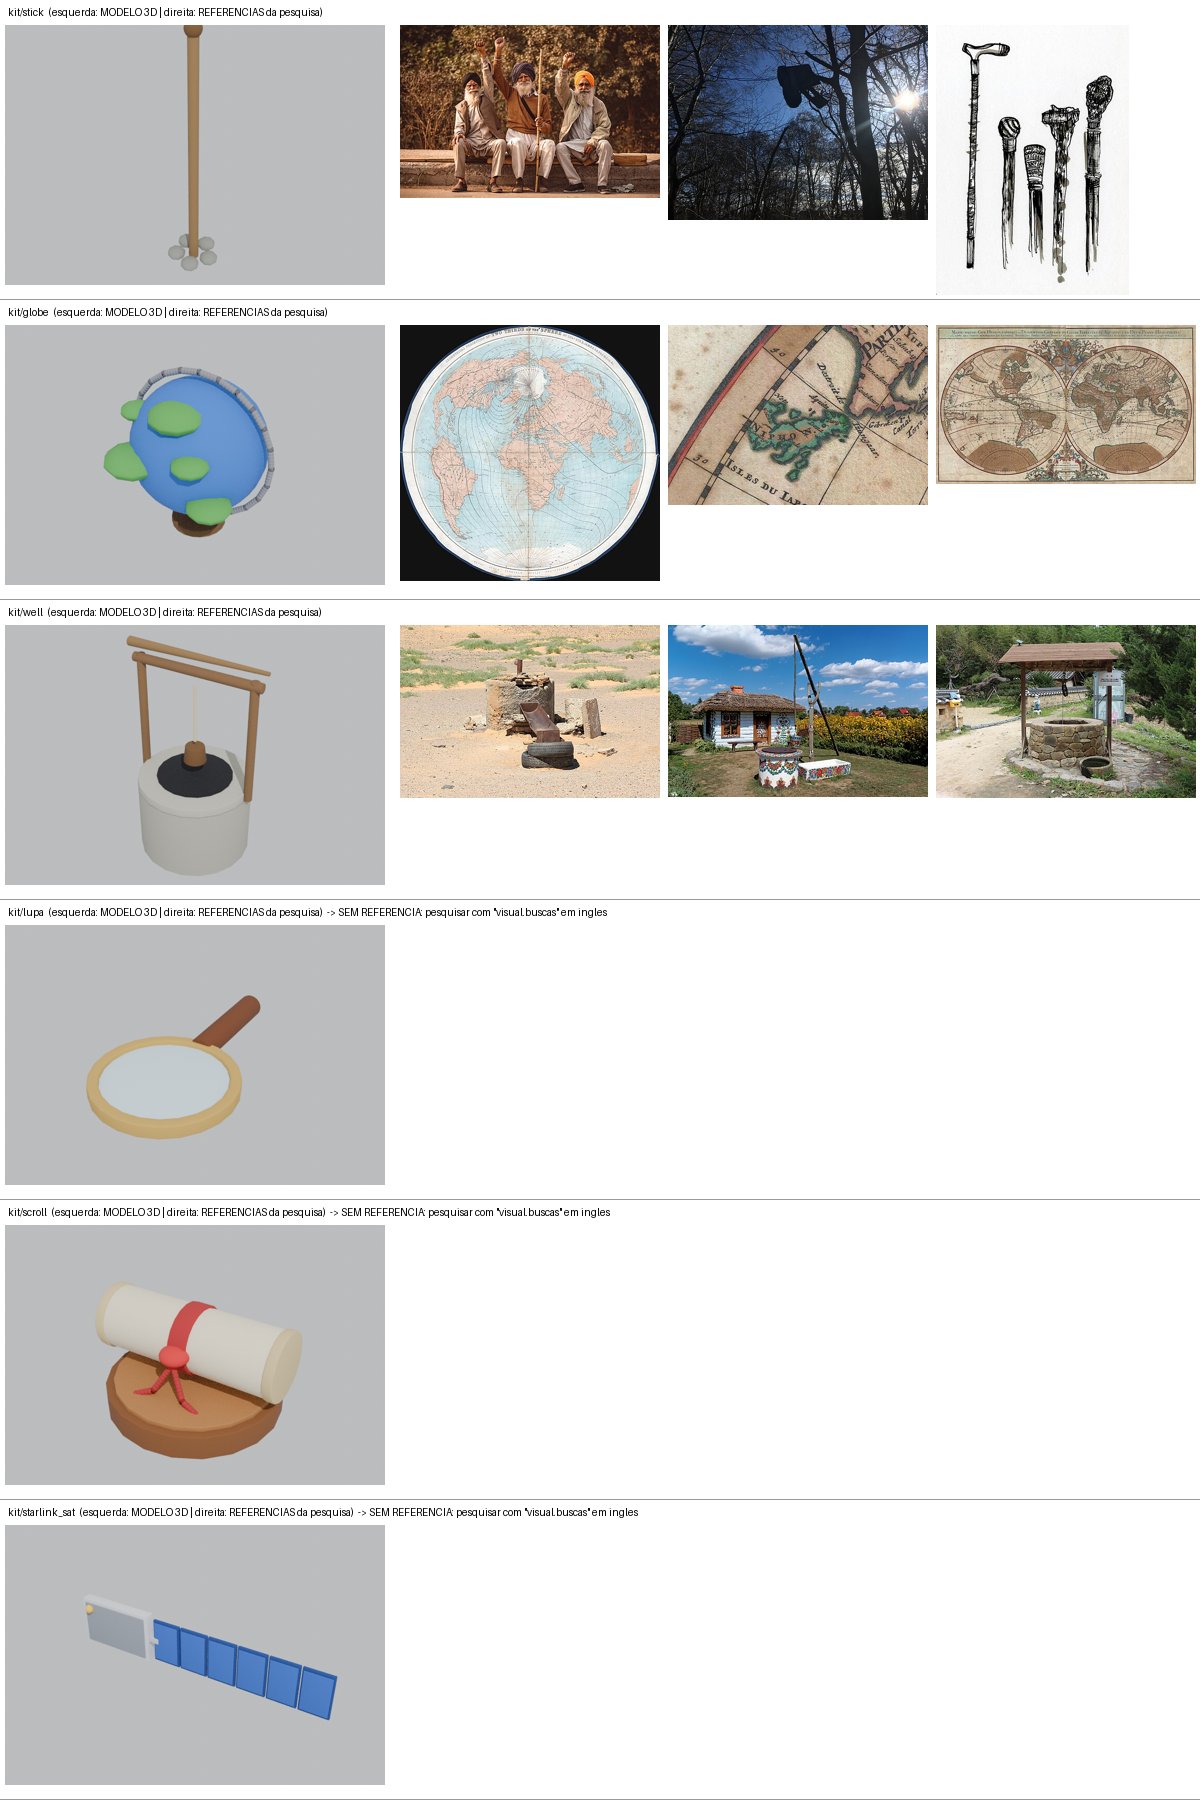 kit/stick (esquerda: MODELO 3D | direita: REFERENCIAS da pesquisa)
kit/globe (esquerda: MODELO 3D | direita: REFERENCIAS da pesquisa)
PARTH
NIPHON
ISLES DU
kit/well (esquerda: MODELO 3D | direita: REFERENCIAS da pesquisa)
kit/lupa (esquerda: MODELO 3D | direita: REFERENCIAS da pesquisa) -> SEM REFERENCIA: pesquisar com "visual.buscas" em ingles
kit/scroll (esquerda: MODELO 3D | direita: REFERENCIAS da pesquisa) -> SEM REFERENCIA: pesquisar com "visual.buscas" em ingles
kit/starlink_sat (esquerda: MODELO 3D | direita: REFERENCIAS da pesquisa) -> SEM REFERENCIA: pesquisar com "visual.buscas" em ingles